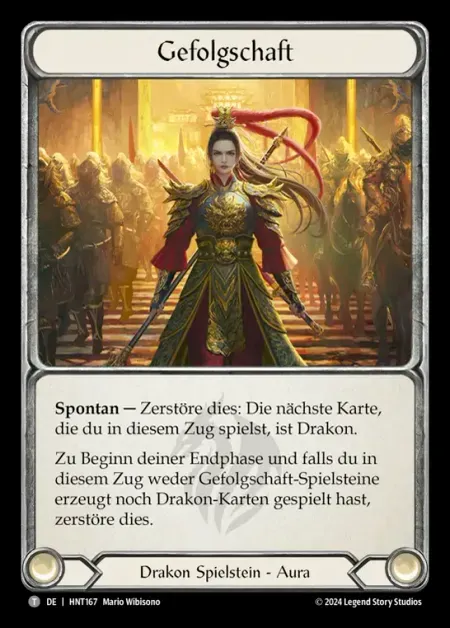 Gefolgschaft
Spontan — Zerstöre dies: Die nächste Karte,
die du in diesem Zug spielst, ist Drakon.
Zu Beginn deiner Endphase und falls du in
diesem Zug weder Gefolgschaft-Spielsteine
erzeugt noch Drakon-Karten gespielt hast,
zerstöre dies.
Drakon Spielstein - Aura
T DE | HNT167 Mario Wibisono
© 2024 Legend Story Studios